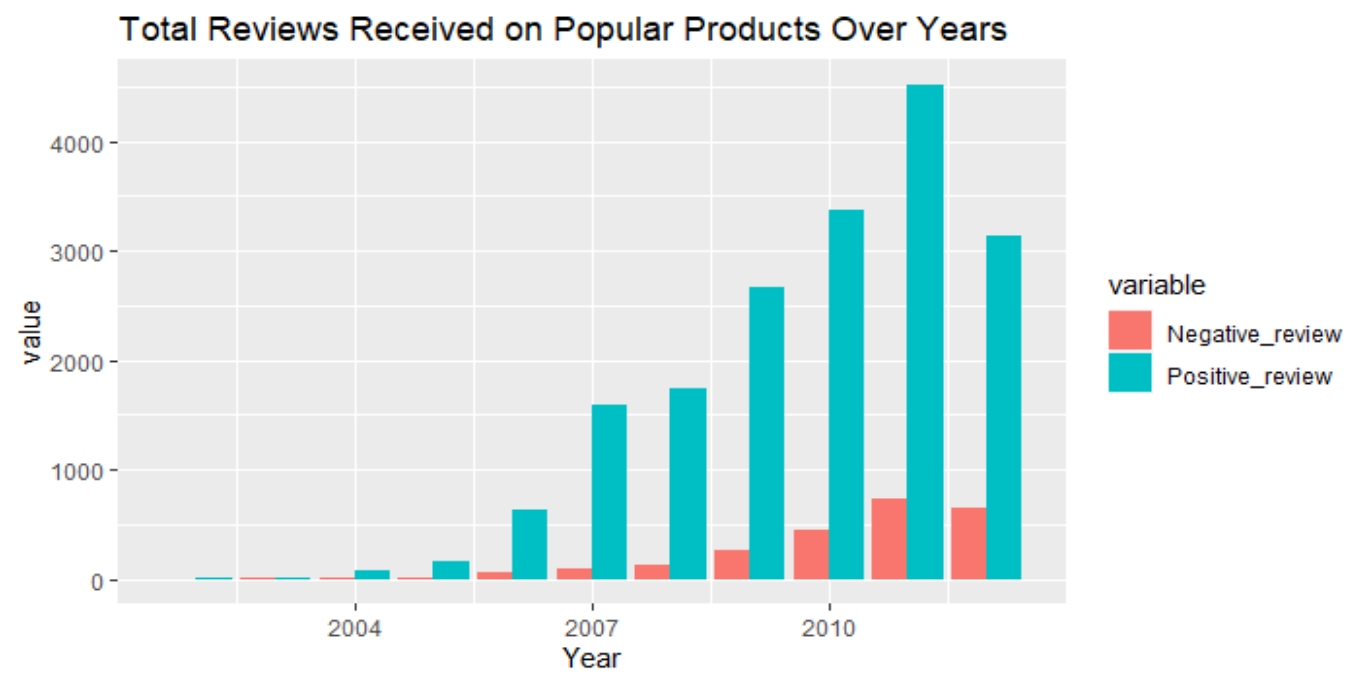 Total Reviews Received on Popular Products Over Years
4000
3000
2000
1000
0
value
2004
2007
2010
Year
variable
Negative_review
Positive_review